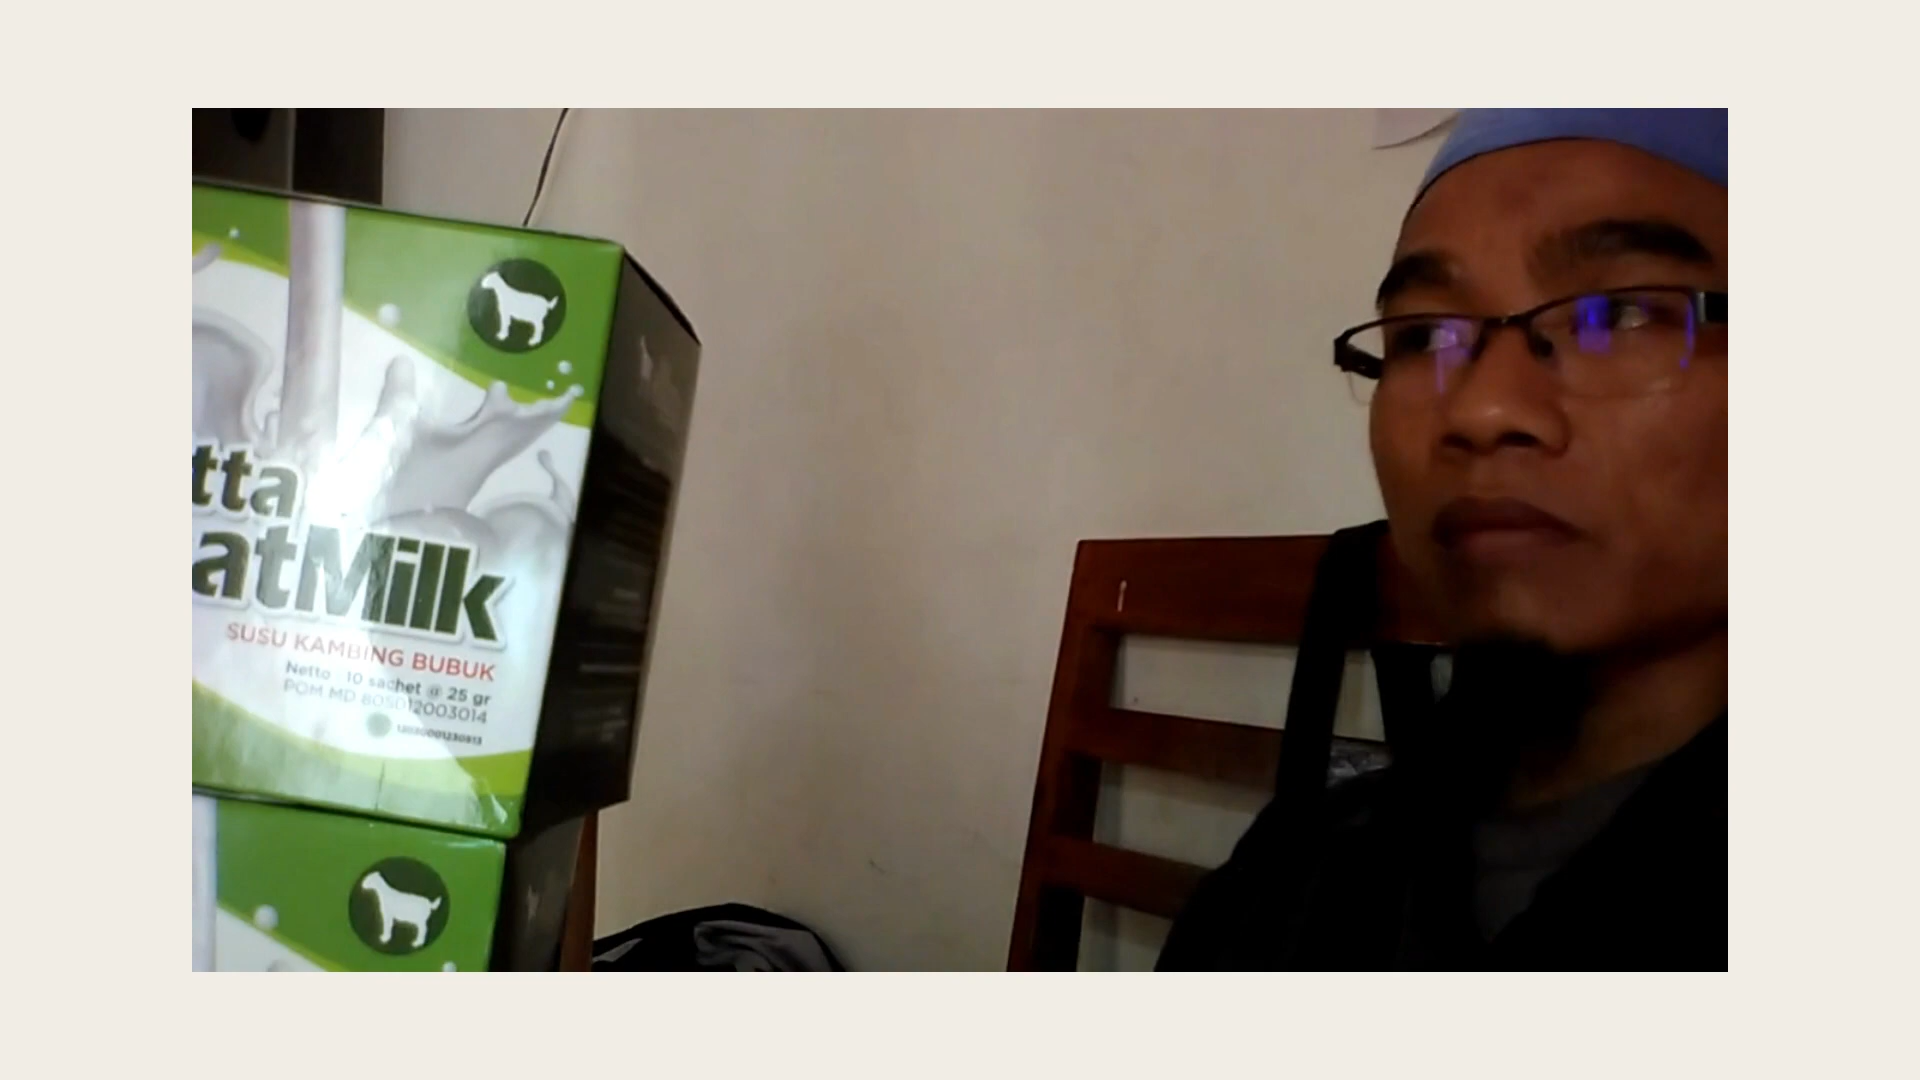 tta
atMilk
SUSU KAMBING BUBUK
Netto 10 sachet @ 25 gr
POM MD 805012003014